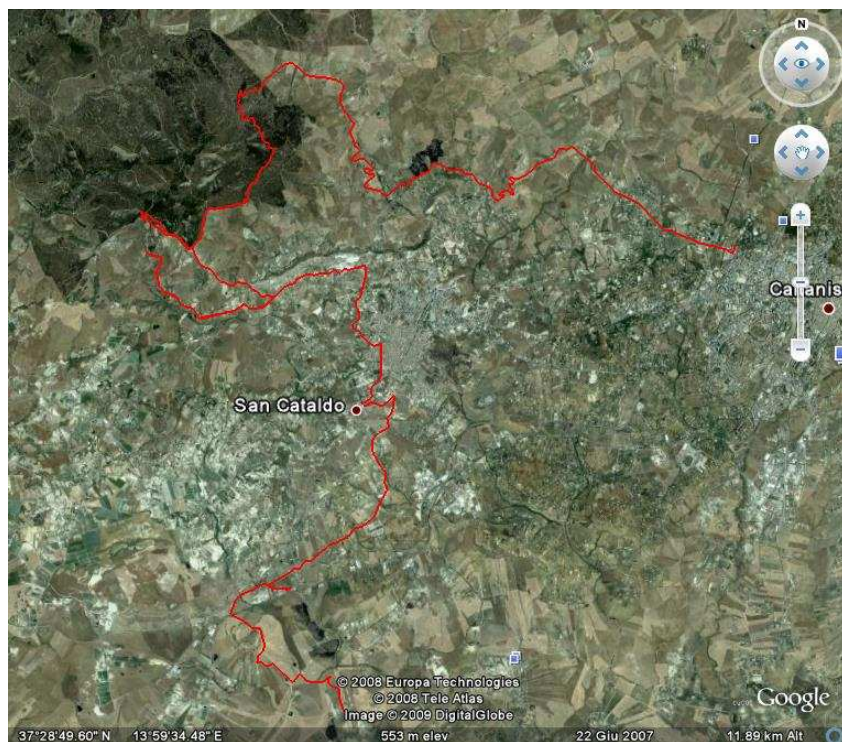 N
San Cataldo
© 2008 Europa Technologies
© 2008 Tele Atlas
Image © 2009 DigitalGlobe
Google
37°28'49.60" N 13°59'34.48" E 553 m elev 22 Giu 2007 11.89 km Alt